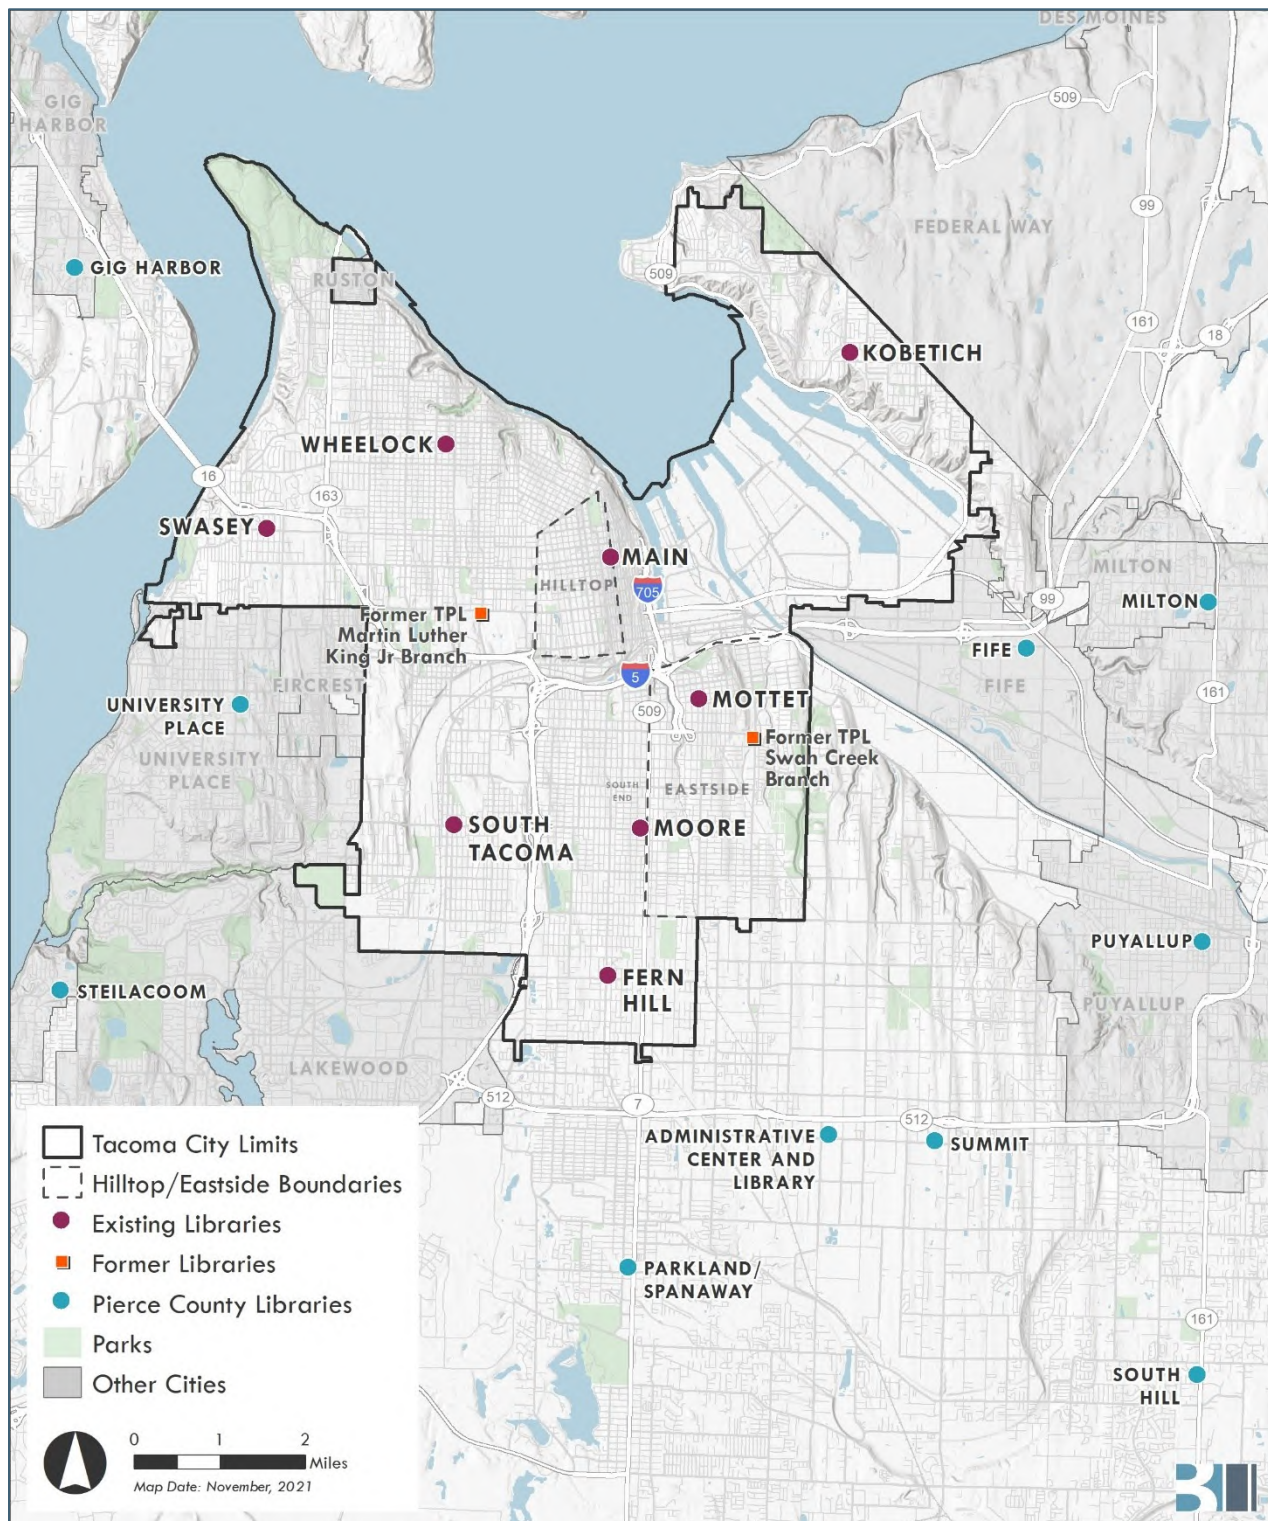 DES MOINES
GIG
HARBOR
509
99
FEDERAL WAY
GIG HARBOR
509
RUSTON
161
18
KOBETICH
WHEELOCK
16
163
SWASEY
MAIN
HILLTOP
705
MILTON
99
MILTON
Former TPL
Martin Luther
King Jr Branch
FIFE
5
FIRCREST
FIFE
161
UNIVERSITY
PLACE
MOTTET
509
Former TPL
Swan Creek
Branch
UNIVERSITY
PLACE
SOUTH
END
EASTSIDE
SOUTH
TACOMA
MOORE
PUYALLUP
FERN
HILL
STEILACOOM
PUYALLUP
LAKEWOOD
512
7
512
ADMINISTRATIVE
CENTER AND
LIBRARY
SUMMIT
PARKLAND/
SPANAWAY
161
SOUTH
HILL
Tacoma City Limits
Hilltop/Eastside Boundaries
Existing Libraries
Former Libraries
Pierce County Libraries
Parks
Other Cities
0 1 2
Miles
Map Date: November, 2021
B